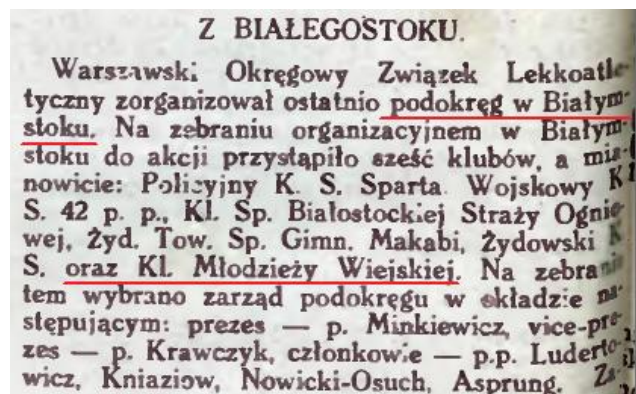 Z BIAŁEGOSTOKU.
Warszawski Okręgowy Związek Lekkoatle-
tyczny zorganizował ostatnio podokręg w Białym-
stoku. Na zebraniu organizacyjnem w Białym-
stoku do akcji przystąpiło sześć klubów, a mia-
nowicie: Policyjny K. S. Sparta. Wojskowy K
S. 42 p. p., Kl. Sp. Białostockiej Straży Ognio-
wej, Żyd. Tow. Sp. Gimn. Makabi, Żydowski K
S. oraz Kl. Młodzieży Wiejskiej. Na zebra-
tem wybrano zarząd podokręgu w składzie na-
stępującym: prezes — p. Minkiewicz, vice-pre-
zes — p. Krawczyk, członkowie — p.p. Luderto-
wicz, Kniaziow, Nowicki-Osuch, Asprung. Za-